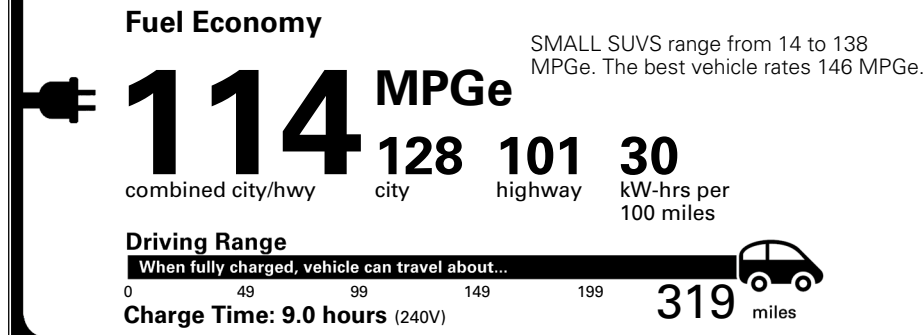 Fuel Economy
SMALL SUVS range from 14 to 138
MPGe. The best vehicle rates 146 MPGe.
114 MPGe
combined city/hwy
128 city
101 highway
30 kW-hrs per
100 miles
Driving Range
When fully charged, vehicle can travel about...
0 49 99 149 199 319 miles
Charge Time: 9.0 hours (240V)